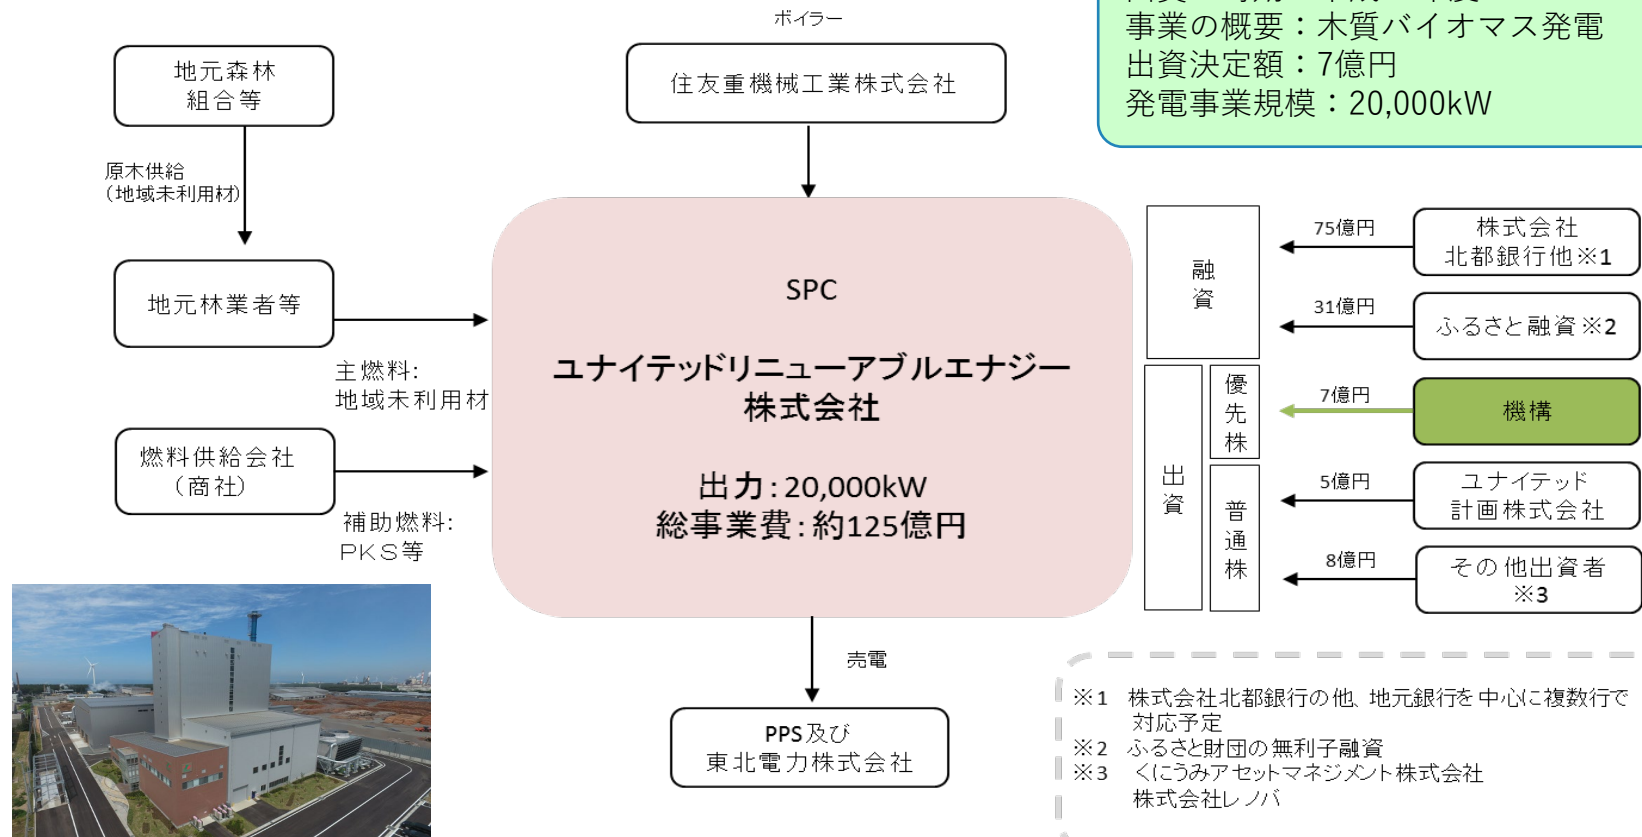 ボイラー
事業の概要：木質バイオマス発電
出資決定額：7億円
発電事業規模：20,000kW
地元森林
組合等
住友重機械工業株式会社
原木供給
（地域未利用材）
地元林業者等
主燃料:
地域未利用材
燃料供給会社
（商社）
補助燃料:
PKS等
SPC
ユナイテッドリニューアブルエナジー
株式会社
出力：20,000kW
総事業費：約125億円
売電
PPS及び
東北電力株式会社
融資
出資
優先株
普通株
75億円
株式会社
北都銀行他※1
31億円
ふるさと融資※2
7億円
機構
5億円
ユナイテッド
計画株式会社
8億円
その他出資者
※3
※1 株式会社北都銀行の他、地元銀行を中心に複数行で
対応予定
※2 ふるさと財団の無利子融資
※3 くにうみアセットマネジメント株式会社
株式会社レノバ